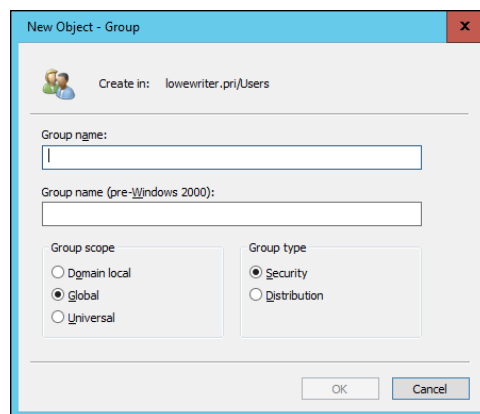 New Object - Group
x
Create in: lowewriter.pri/Users
Group name:
Group name (pre-Windows 2000):
Group scope
Domain local
Global
Universal
Group type
Security
Distribution
OK
Cancel